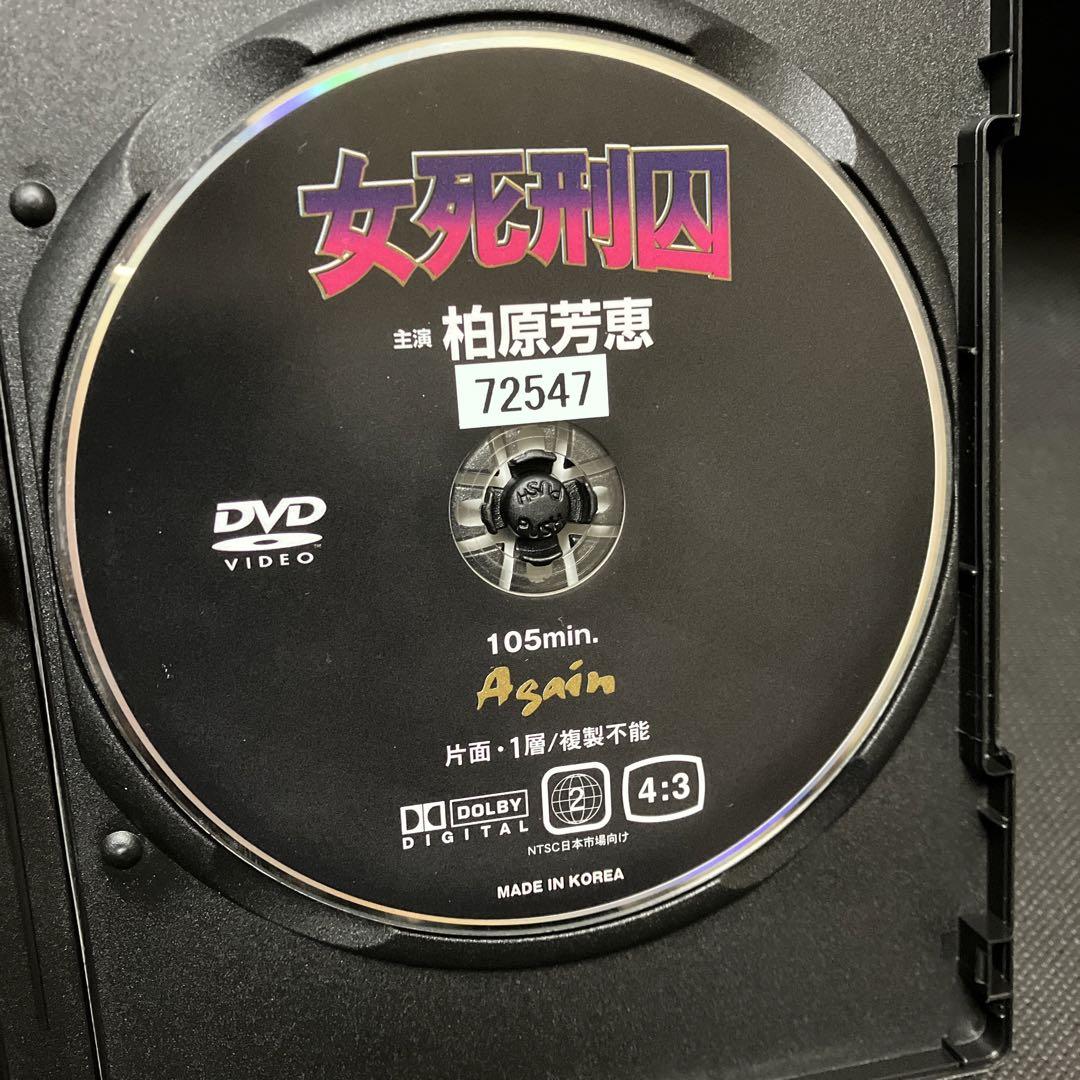 女死刑囚
主演 柏原芳恵
72547
PUSH
DVD
VIDEO
105min.
Again
片面・1層/複製不能
DOLBY
DIGITAL
2
4:3
NTSC日本市場向け
MADE IN KOREA